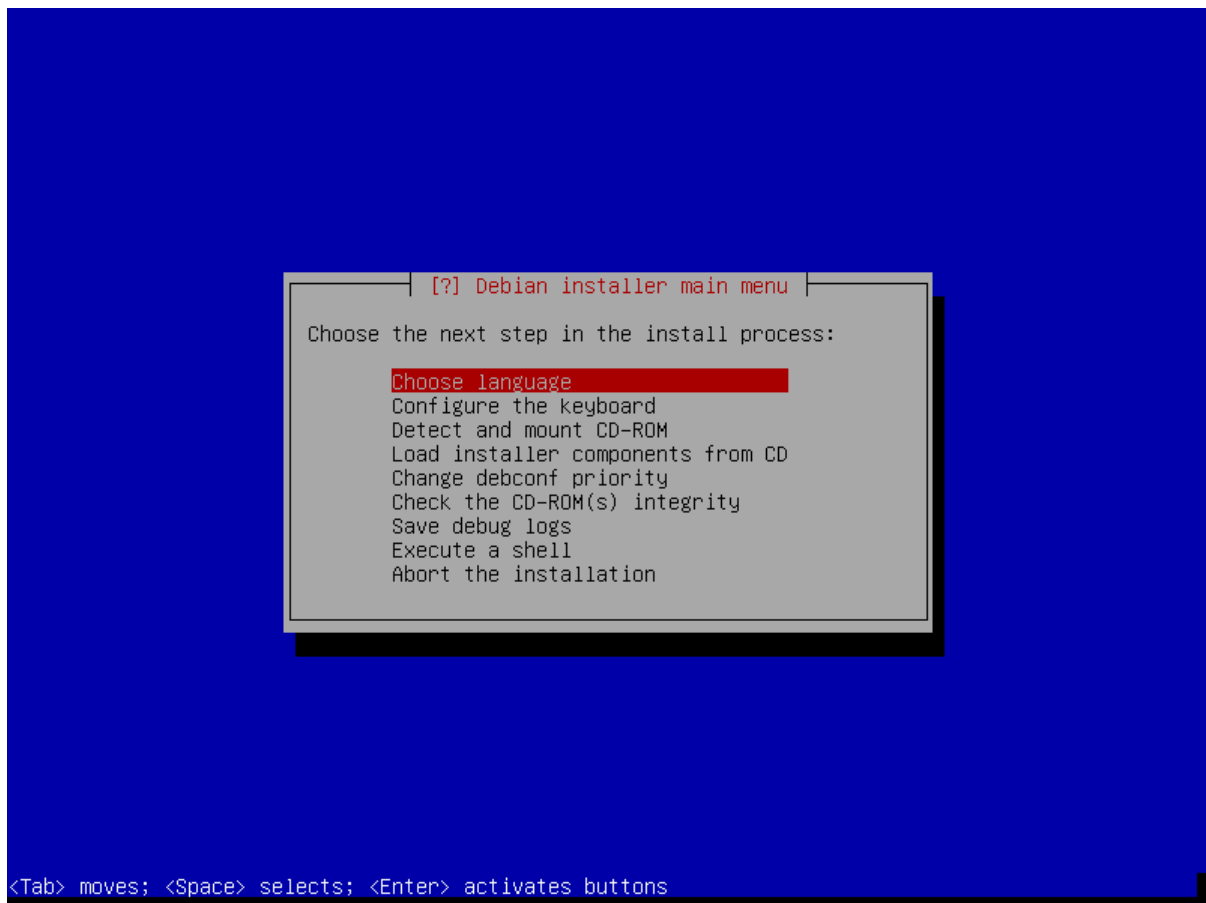 [?] Debian installer main menu
Choose the next step in the install process:
Choose language
Configure the keyboard
Detect and mount CD-ROM
Load installer components from CD
Change debconf priority
Check the CD-ROM(s) integrity
Save debug logs
Execute a shell
Abort the installation
<Tab> moves; <Space> selects; <Enter> activates buttons